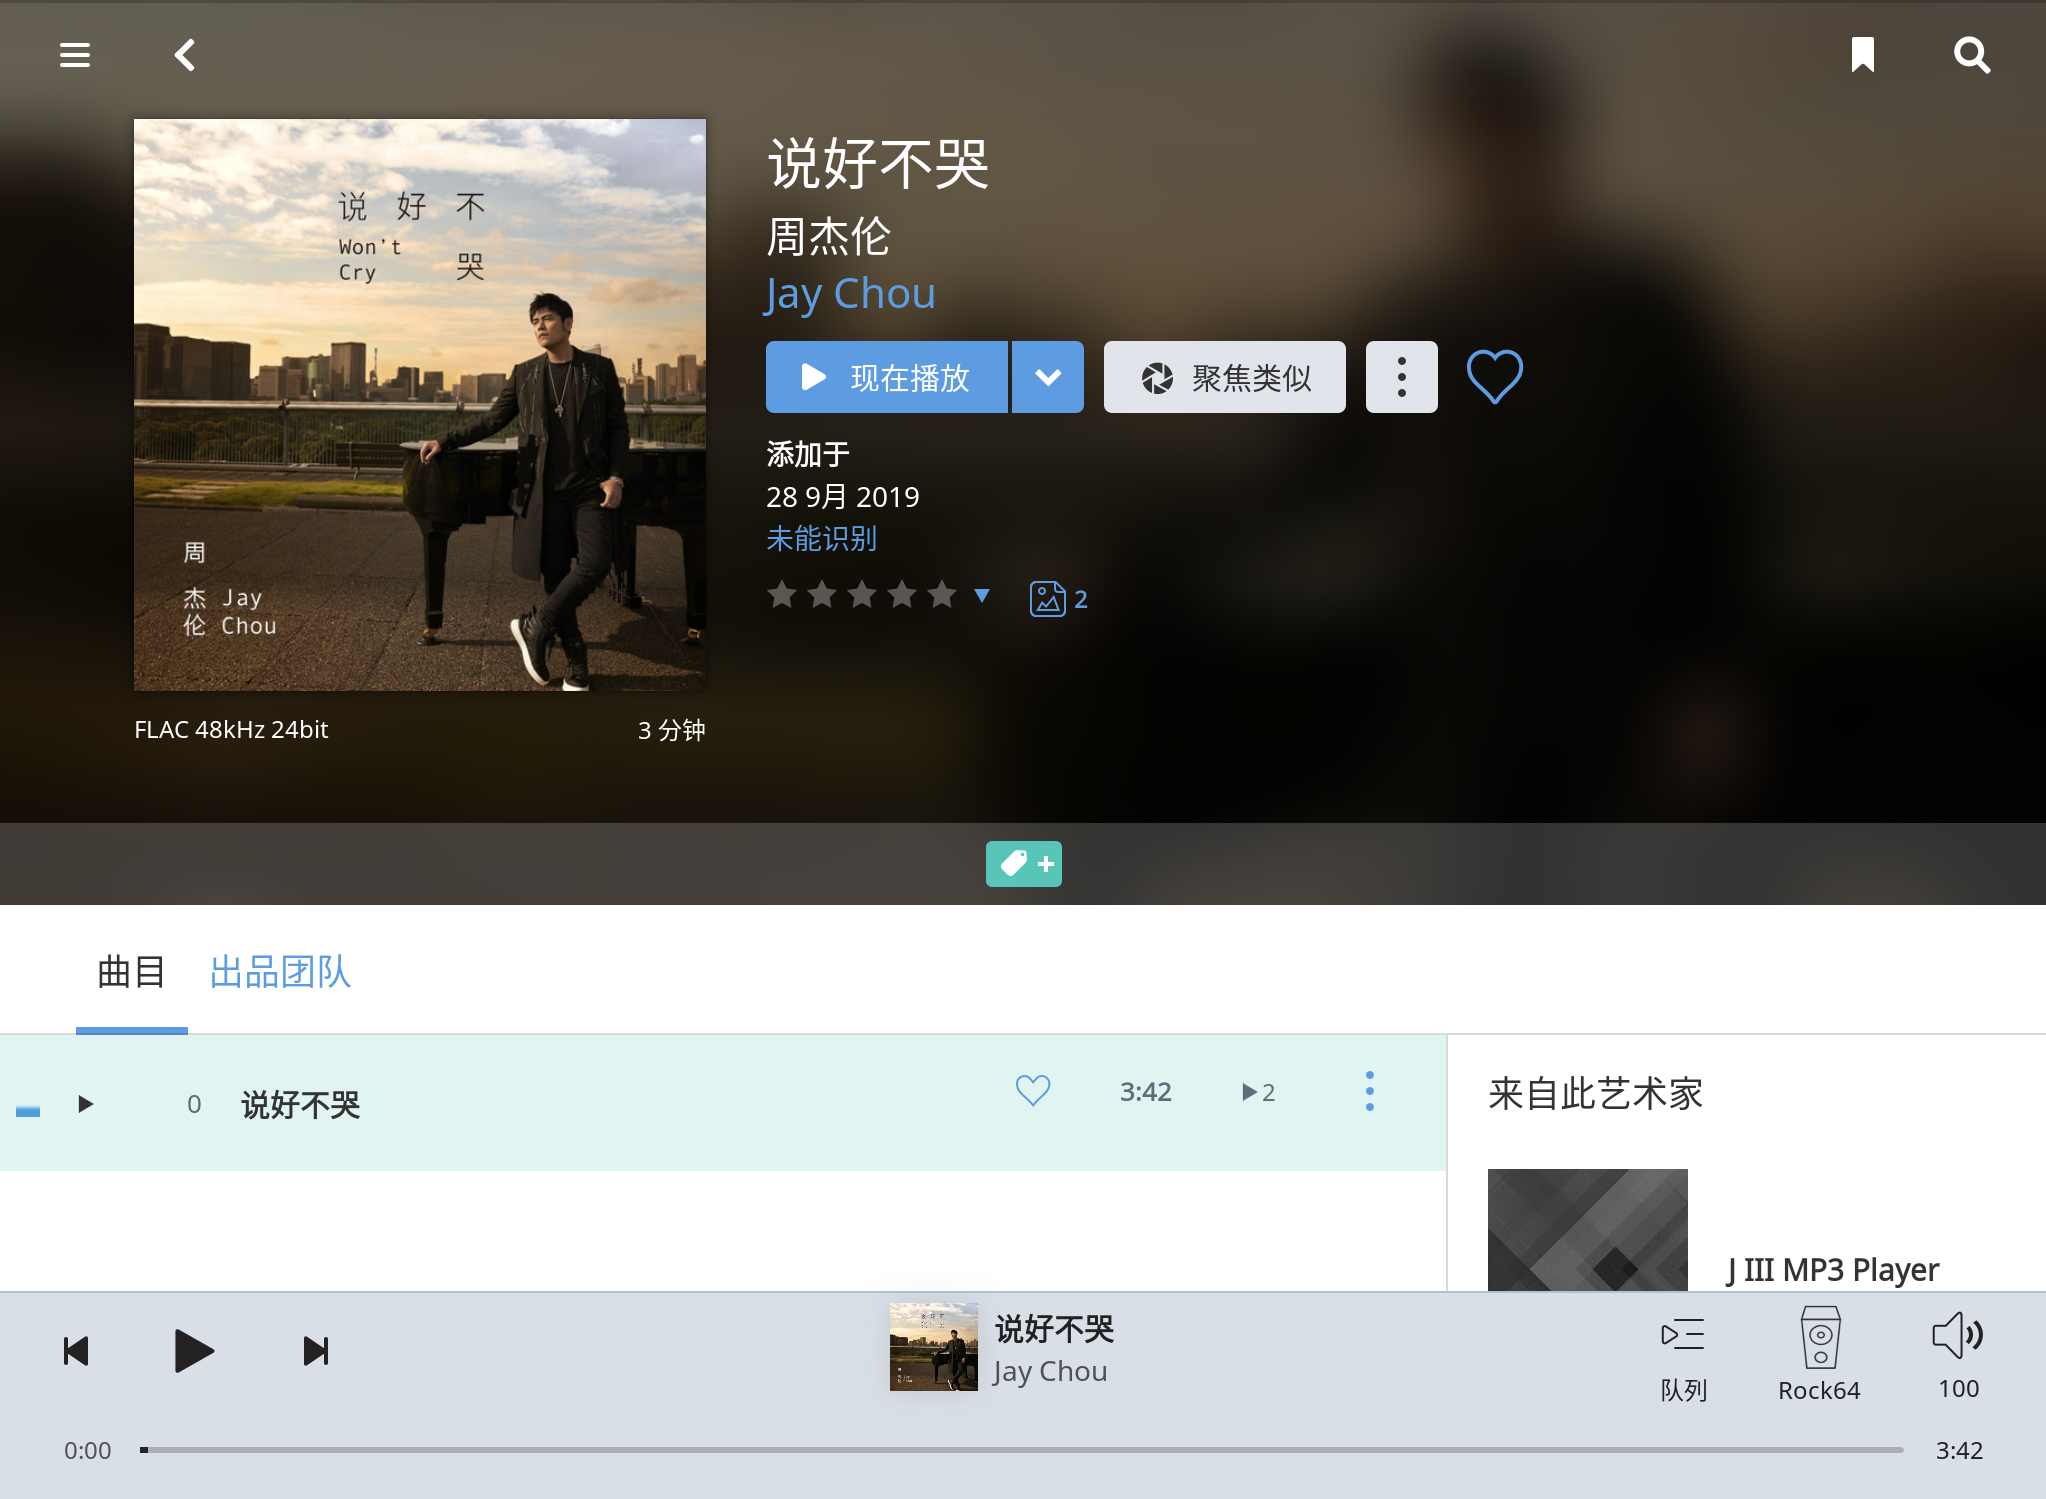 说好不
Won't
Cry
哭
周
杰 Jay
伦 Chou
说好不哭
周杰伦
Jay Chou
现在播放
聚焦类似
添加于
28 9月 2019
未能识别
2
FLAC 48kHz 24bit
3 分钟
曲目
出品团队
0
说好不哭
3:42
2
来自此艺术家
J III MP3 Player
说好不哭
Jay Chou
队列
Rock64
100
0:00
3:42